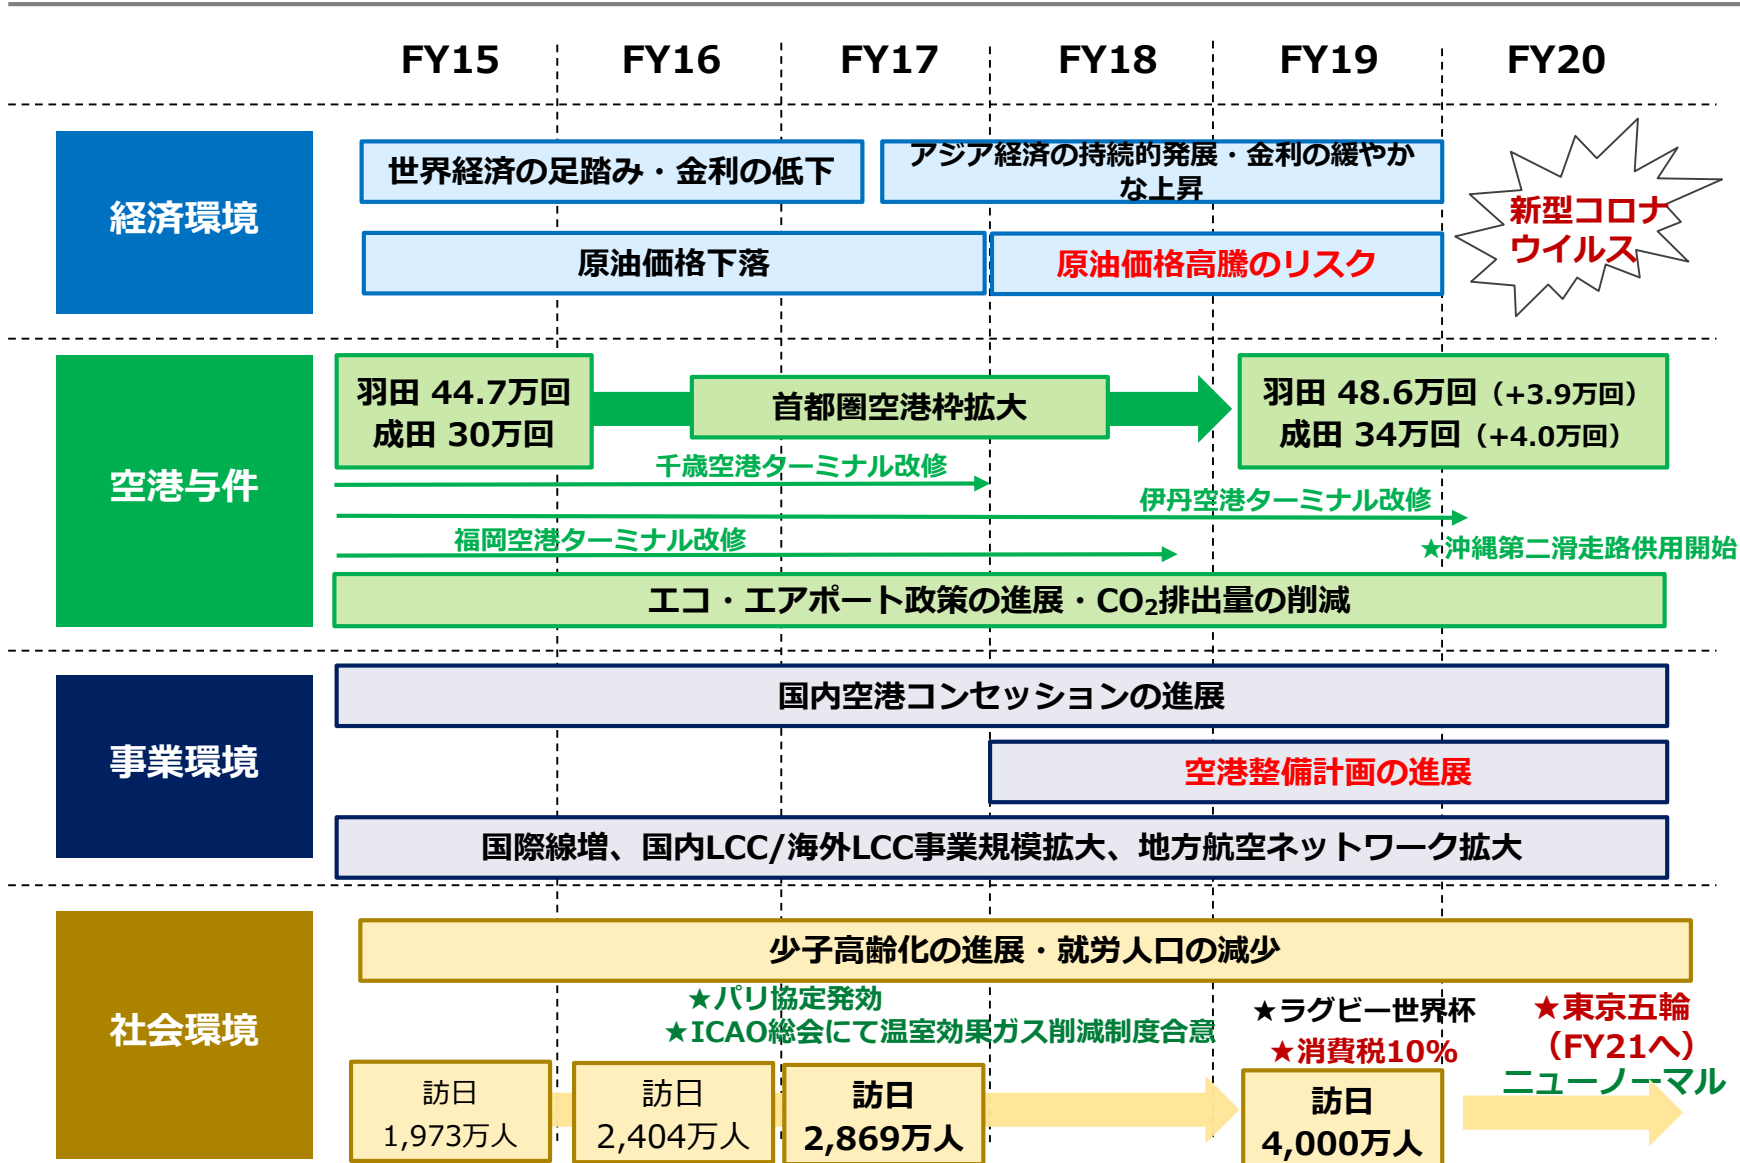 FY15 FY16 FY17 FY18 FY19 FY20
経済環境
世界経済の足踏み・金利の低下
アジア経済の持続的発展・金利の緩やか
な上昇
原油価格下落
原油価格高騰のリスク
新型コロナ
ウイルス
空港与件
羽田 44.7万回
成田 30万回
首都圏空港枠拡大
羽田 48.6万回（+3.9万回）
成田 34万回（+4.0万回）
千歳空港ターミナル改修
伊丹空港ターミナル改修
福岡空港ターミナル改修
★沖縄第二滑走路供用開始
エコ・エアポート政策の進展・CO₂排出量の削減
事業環境
国内空港コンセッションの進展
空港整備計画の進展
国際線増、国内LCC/海外LCC事業規模拡大、地方航空ネットワーク拡大
社会環境
少子高齢化の進展・就労人口の減少
★パリ協定発効
★ICAO総会にて温室効果ガス削減制度合意
★ラグビー世界杯
★消費税10%
★東京五輪
（FY21へ）
ニューノーマル
訪日
1,973万人
訪日
2,404万人
訪日
2,869万人
訪日
4,000万人